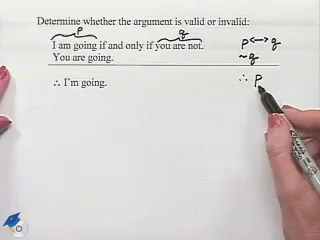 Determine whether the argument is valid or invalid:
p q
I am going if and only if you are not. p ↔ q
You are going. ~q
∴ I'm going. ∴ p